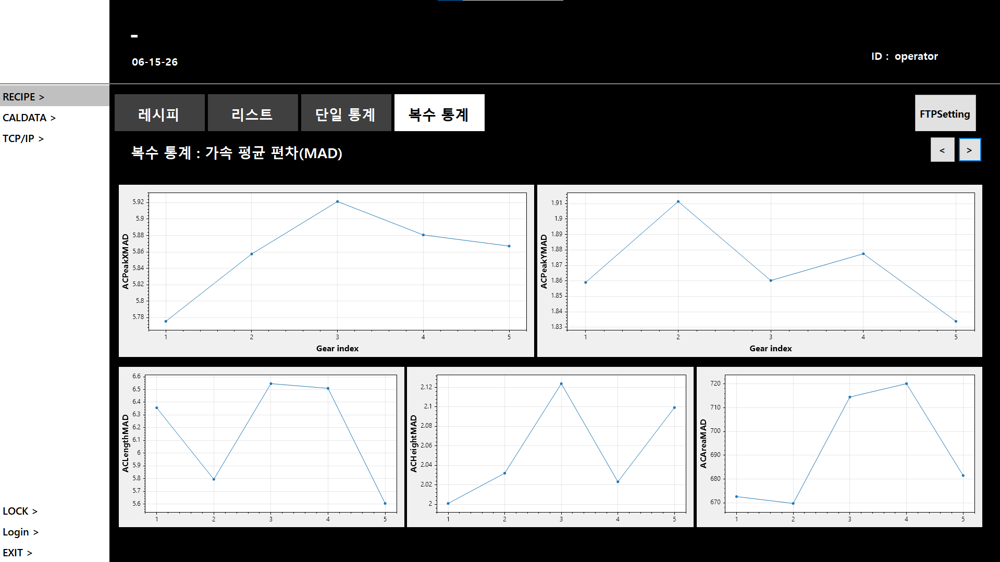 -
06-15-26
ID : operator
RECIPE >
CALDATA >
TCP/IP >
레시피
리스트
단일 통계
복수 통계
FTPSetting
복수 통계 : 가속 평균 편차(MAD)
<
>
ACPeakXMAD
5.92
5.9
5.88
5.86
5.84
5.82
5.8
5.78
1 2 3 4 5
Gear index
ACPeakYMAD
1.91
1.9
1.89
1.88
1.87
1.86
1.85
1.84
1.83
1 2 3 4 5
Gear index
ACLengthMAD
6.6
6.5
6.4
6.3
6.2
6.1
6
5.9
5.8
5.7
5.6
1 2 3 4 5
ACHeightMAD
2.12
2.1
2.08
2.06
2.04
2.02
2
1 2 3 4 5
ACAreaMAD
720
710
700
690
680
670
1 2 3 4 5
LOCK >
Login >
EXIT >